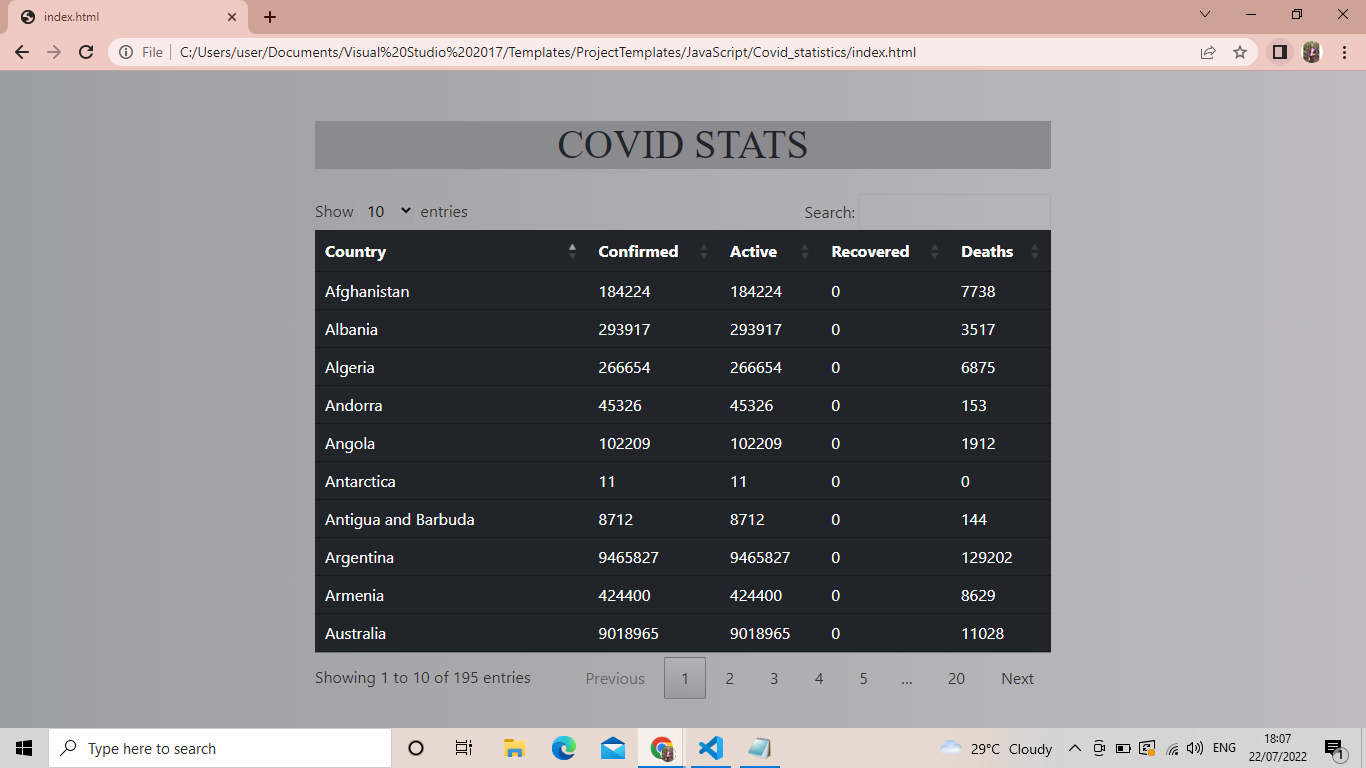 index.html
File C:/Users/user/Documents/Visual%20Studio%202017/Templates/ProjectTemplates/JavaScript/Covid_statistics/index.html
COVID STATS
Show 10 entries Search:
Country Confirmed Active Recovered Deaths
Afghanistan 184224 184224 0 7738
Albania 293917 293917 0 3517
Algeria 266654 266654 0 6875
Andorra 45326 45326 0 153
Angola 102209 102209 0 1912
Antarctica 11 11 0 0
Antigua and Barbuda 8712 8712 0 144
Argentina 9465827 9465827 0 129202
Armenia 424400 424400 0 8629
Australia 9018965 9018965 0 11028
Showing 1 to 10 of 195 entries Previous 1 2 3 4 5 ... 20 Next
Type here to search 29°C Cloudy ENG 18:07
22/07/2022 1